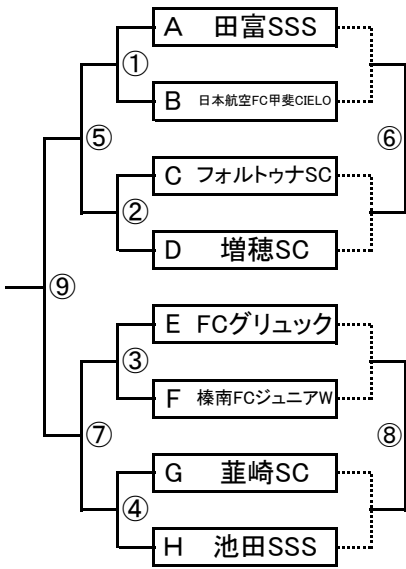 A 田富SSS
①
B 日本航空FC甲斐CIELO
⑤
⑥
C フォルトゥナSC
②
D 増穂SC
⑨
E FCグリュック
③
F 榛南FCジュニアW
⑦
⑧
G 韮崎SC
④
H 池田SSS